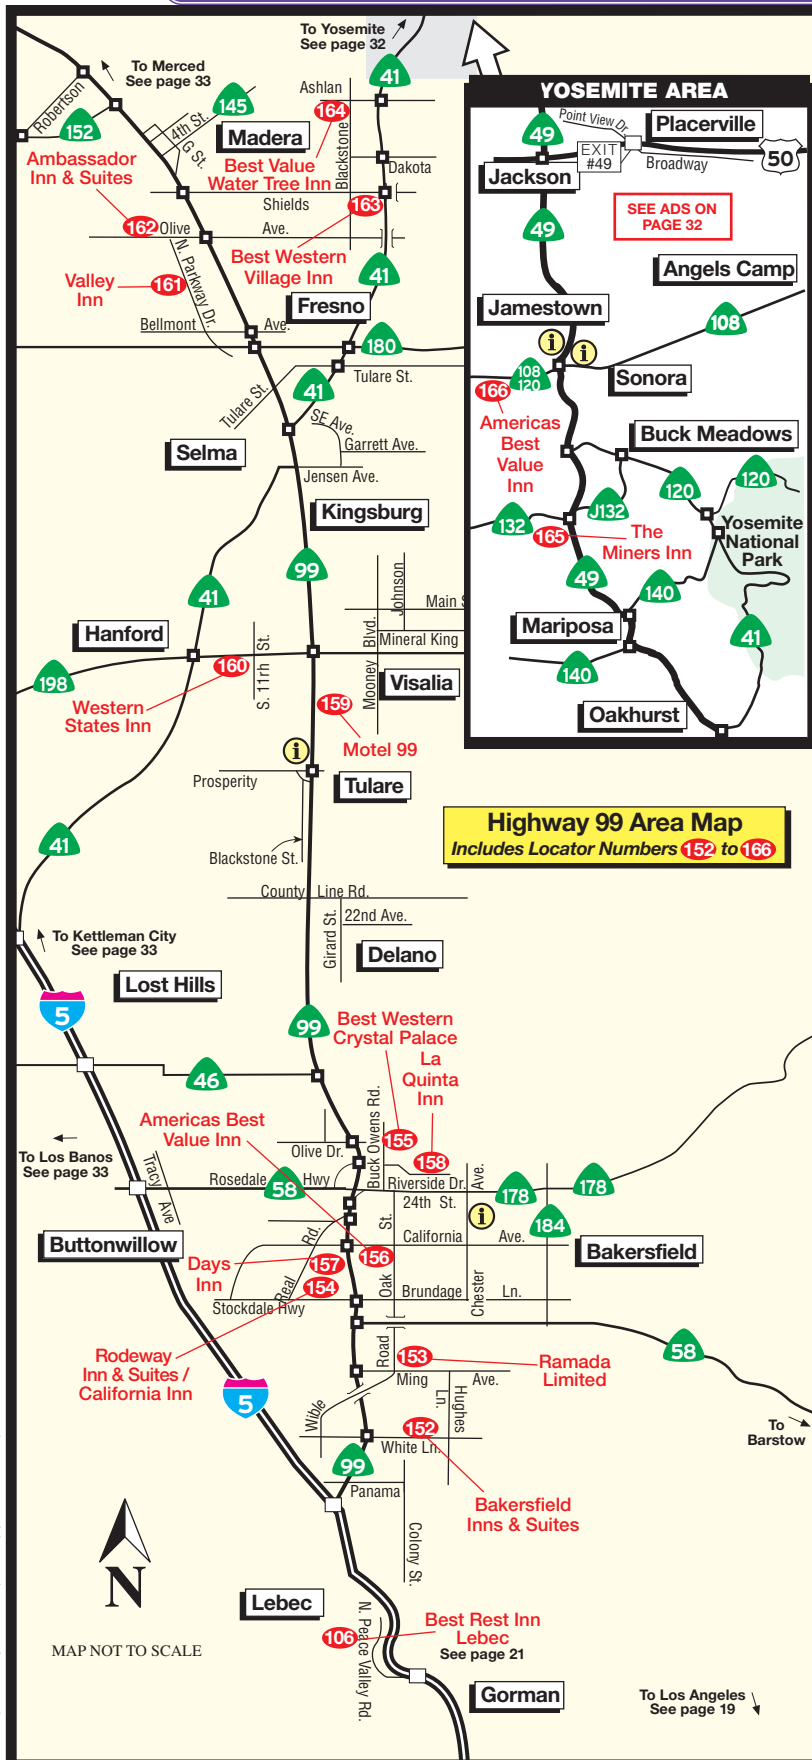 To Yosemite
See page 32
To Merced
See page 33
41
Ashlan
145
164
Robertson
4th St.
152
G St.
Madera
Blackstone
Ambassador
Inn & Suites
Best Value
Water Tree Inn
Dakota
Shields
163
162
Olive
Ave.
Best Western
Village Inn
N. Parkway Dr.
Valley
Inn
161
41
Fresno
Bellmont
Ave.
180
Tulare St.
Tulare St.
41
SE Ave.
Garrett Ave.
Selma
Jensen Ave.
Kingsburg
99
41
Johnson
Main S
Hanford
Blvd.
Mineral King
S. 11rh St.
160
198
Visalia
Western
States Inn
159
Mooney
Motel 99
i
Prosperity
Tulare
41
Blackstone St.
County Line Rd.
22nd Ave.
Girard St.
To Kettleman City
See page 33
Delano
Lost Hills
5
99
Best Western
Crystal Palace
La
Quinta
Inn
46
Buck Owens Rd.
Americas Best
Value Inn
155
Olive Dr.
158
To Los Banos
See page 33
Tracy
Ave
Rosedale
58
Hwy
Riverside Dr.
Ave.
178
178
24th St.
St.
i
184
Buttonwillow
Rd.
California
Ave.
Bakersfield
Days
Inn
157
156
154
Real
Oak
Chester
Stockdale Hwy
Brundage
Ln.
58
Rodeway
Inn & Suites /
California Inn
Road
153
Ramada
Limited
Ming
Ave.
5
Wible
Hughes
Ln.
152
To
Barstow
White Ln.
99
Panama
Bakersfield
Inns & Suites
Colony St.
N
Lebec
N. Peace Valley Rd.
106
Best Rest Inn
Lebec
See page 21
MAP NOT TO SCALE
Gorman
To Los Angeles
See page 19
YOSEMITE AREA
49
Point View Dr.
Placerville
EXIT
#49
Broadway
50
Jackson
SEE ADS ON
PAGE 32
49
Angels Camp
Jamestown
108
i
i
108
120
Sonora
166
Americas
Best
Value
Inn
Buck Meadows
120
120
J132
132
165
The
Miners Inn
Yosemite
National
Park
49
140
Mariposa
41
140
Oakhurst
Highway 99 Area Map
Includes Locator Numbers 152 to 166